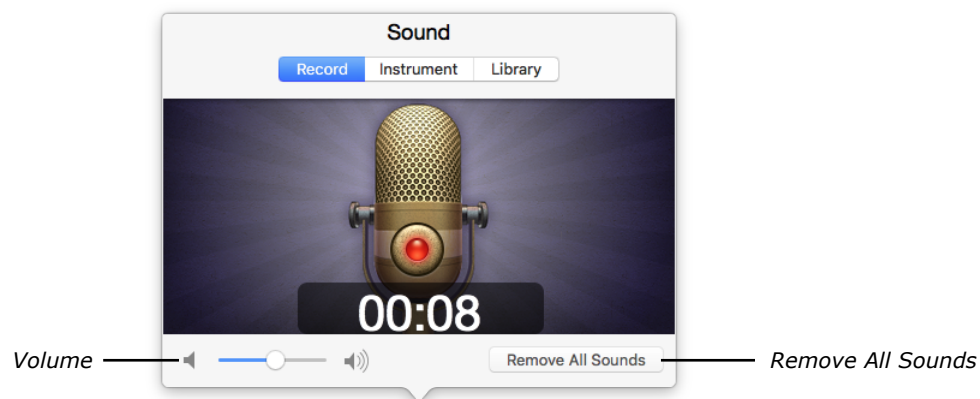 Sound
Record Instrument Library
00:08
Volume Remove All Sounds Remove All Sounds